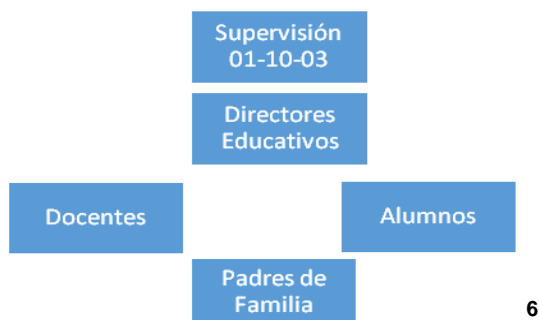 Supervisión
01-10-03
Directores
Educativos
Docentes
Alumnos
Padres de
Familia
6